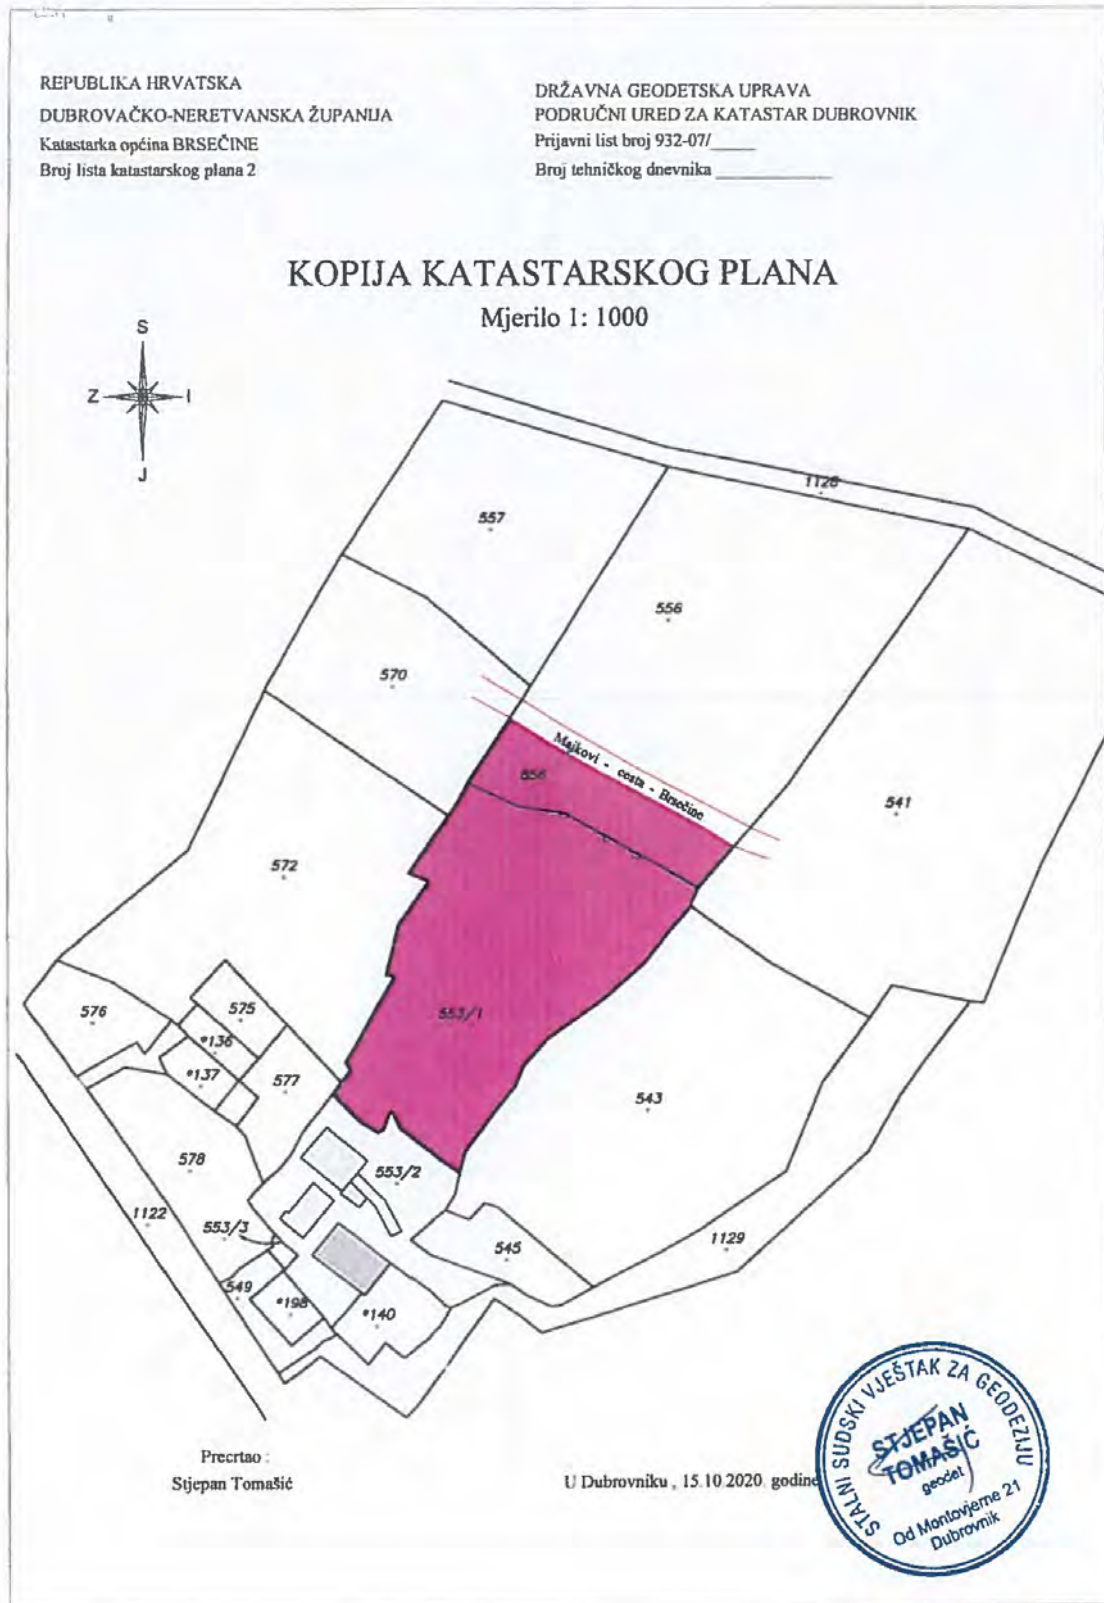 REPUBLIKA HRVATSKA
DUBROVAČKO-NERETVANSKA ŽUPANIJA
Katastarka općina BRSEČINE
Broj lista katastarskog plana 2
DRŽAVNA GEODETSKA UPRAVA
PODRUČNI URED ZA KATASTAR DUBROVNIK
Prijavni list broj 932-07/_____
Broj tehničkog dnevnika ____________
KOPIJA KATASTARSKOG PLANA
Mjerilo 1: 1000
S
Z I
J
1128
557
556
570
Majkovi - cesta - Brsečine
556
541
572
553/1
576
575
*136
*137
577
543
578
553/2
1122
553/3
545
1129
549
*198
*140
Precrtao :
Stjepan Tomašić
U Dubrovniku , 15.10.2020. godine
STALNI SUDSKI VJEŠTAK ZA GEODEZIJU
STJEPAN
TOMAŠIĆ
geodet
Od Montovjerne 21
Dubrovnik